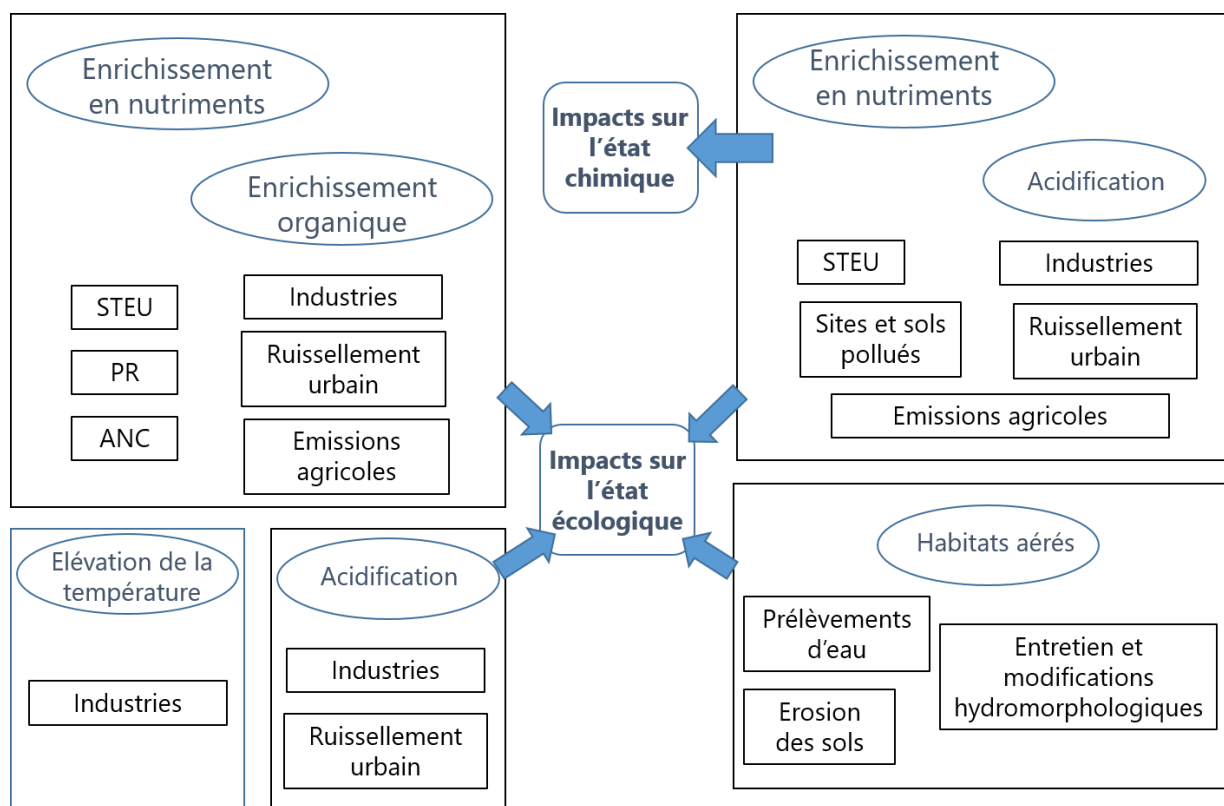 Enrichissement
en nutriments
Enrichissement
organique
STEU
PR
ANC
Industries
Ruissellement
urbain
Emissions
agricoles
Impacts sur
l’état
chimique
Enrichissement
en nutriments
Acidification
STEU
Industries
Sites et sols
pollués
Ruissellement
urbain
Emissions agricoles
Impacts sur
l’état
écologique
Elévation de la
température
Industries
Acidification
Industries
Ruissellement
urbain
Habitats aérés
Prélèvements
d’eau
Erosion
des sols
Entretien et
modifications
hydromorphologiques